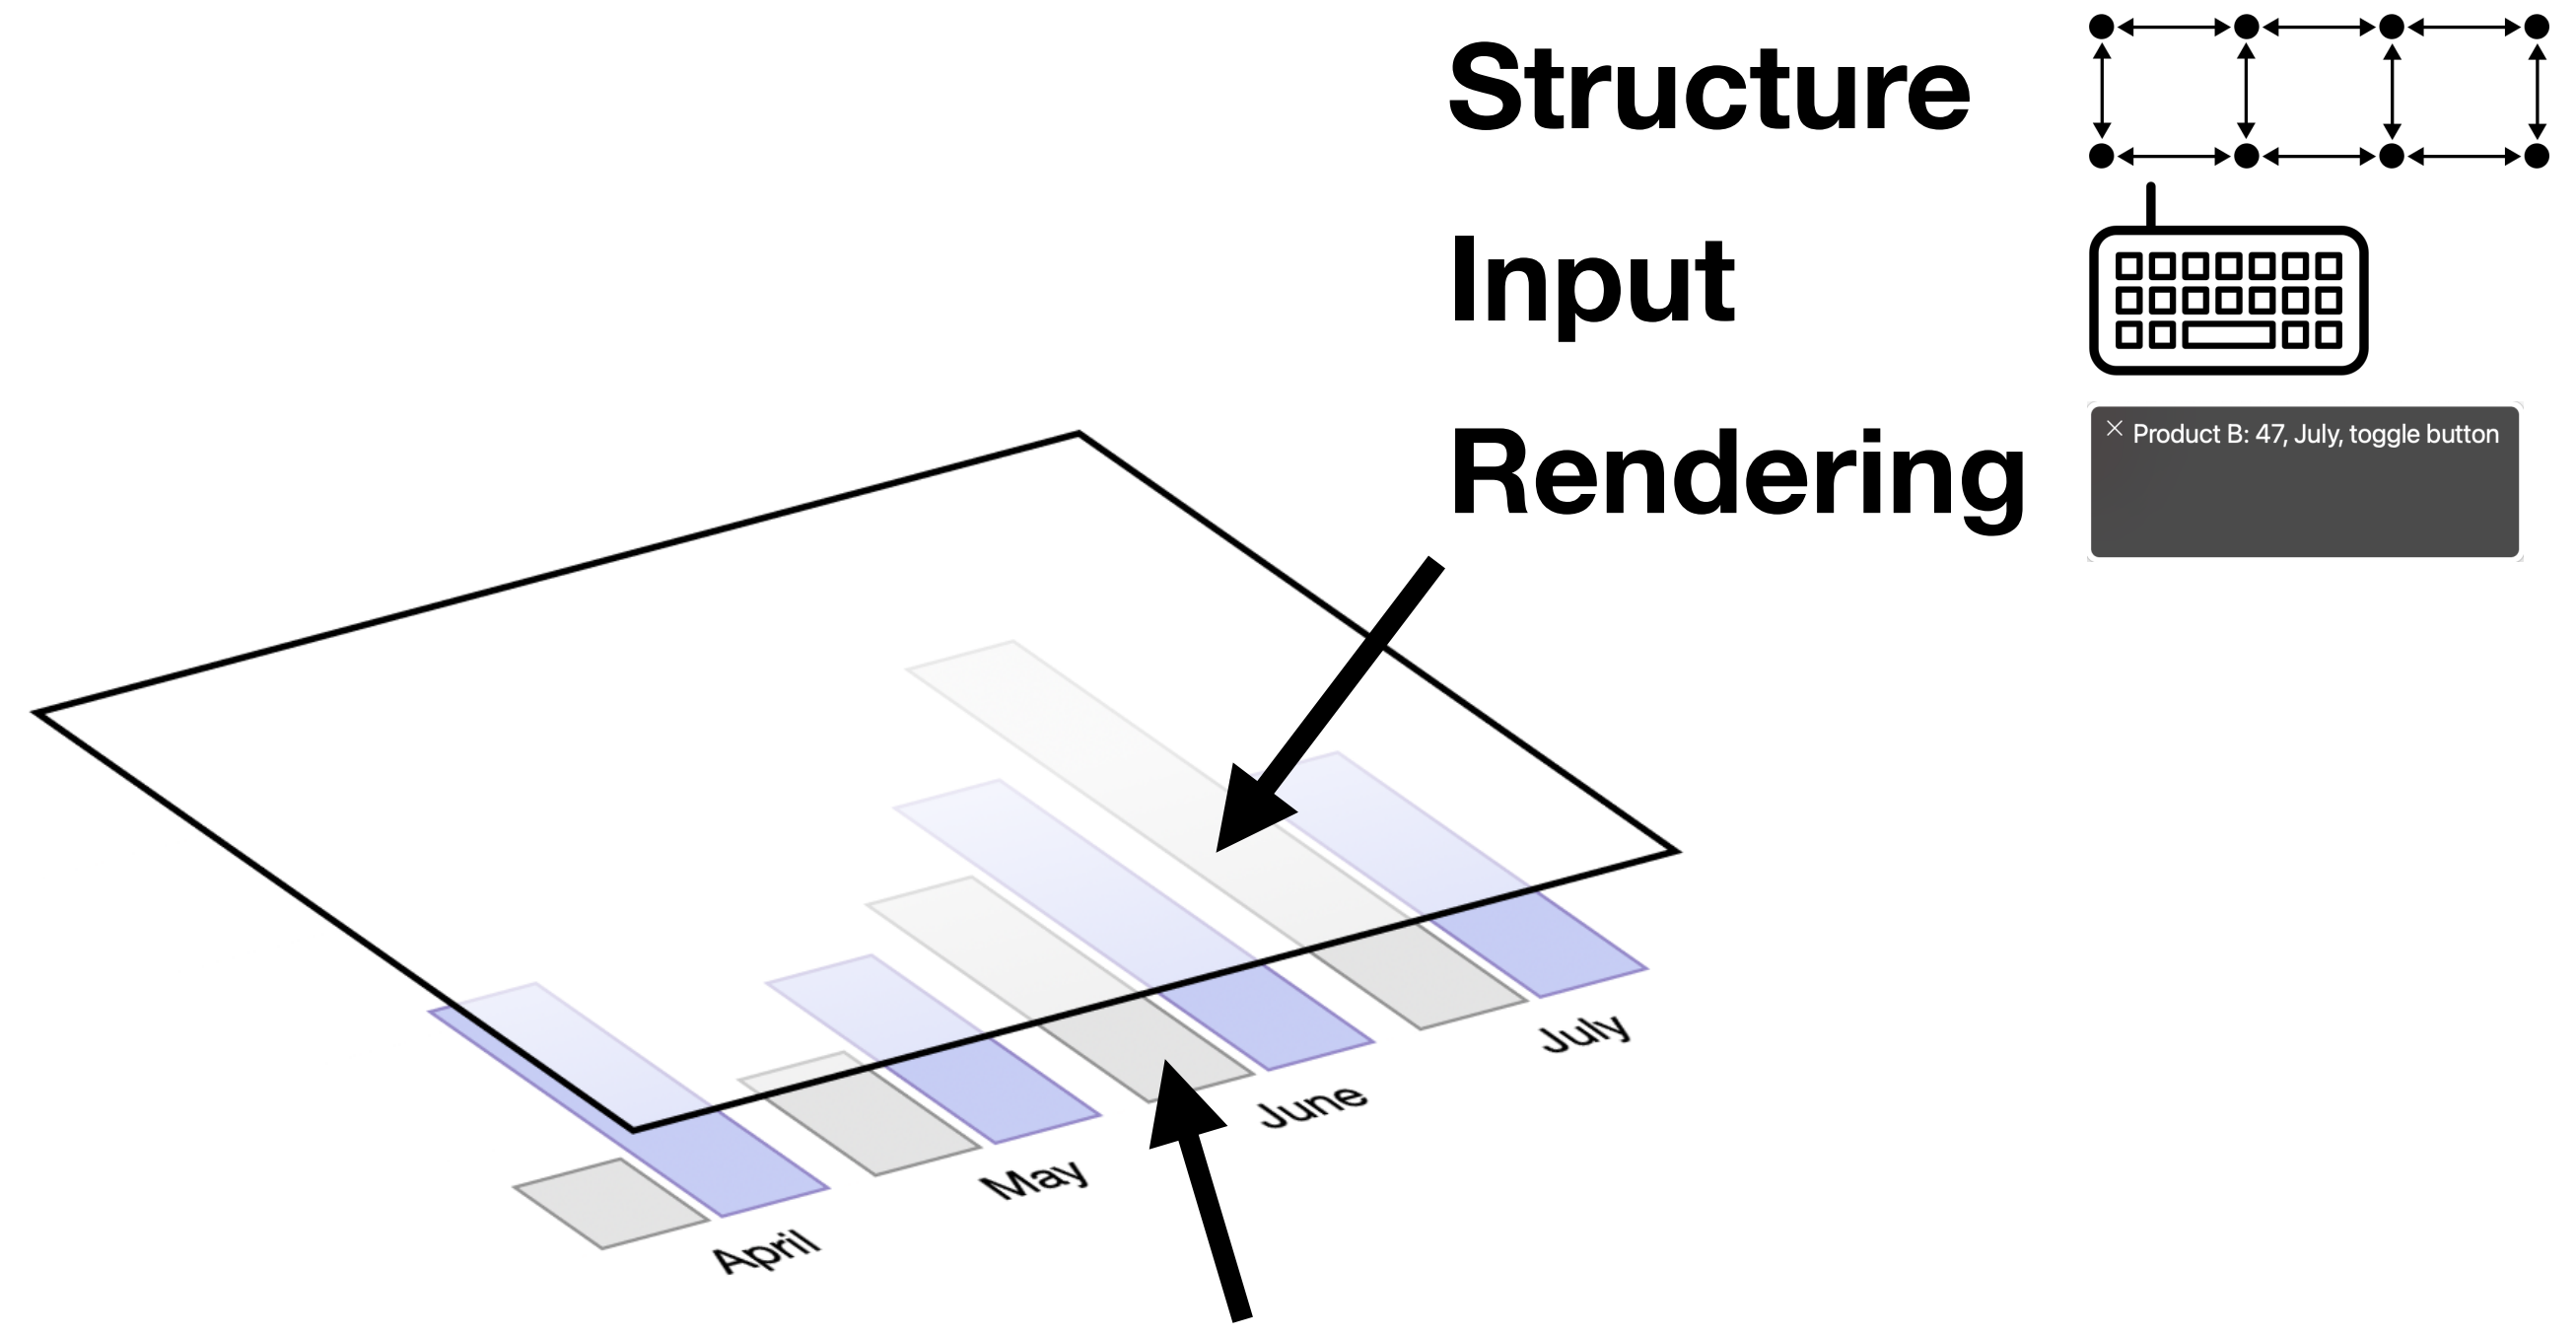 Structure
Input
Rendering
× Product B: 47, July, toggle button
July
June
May
April